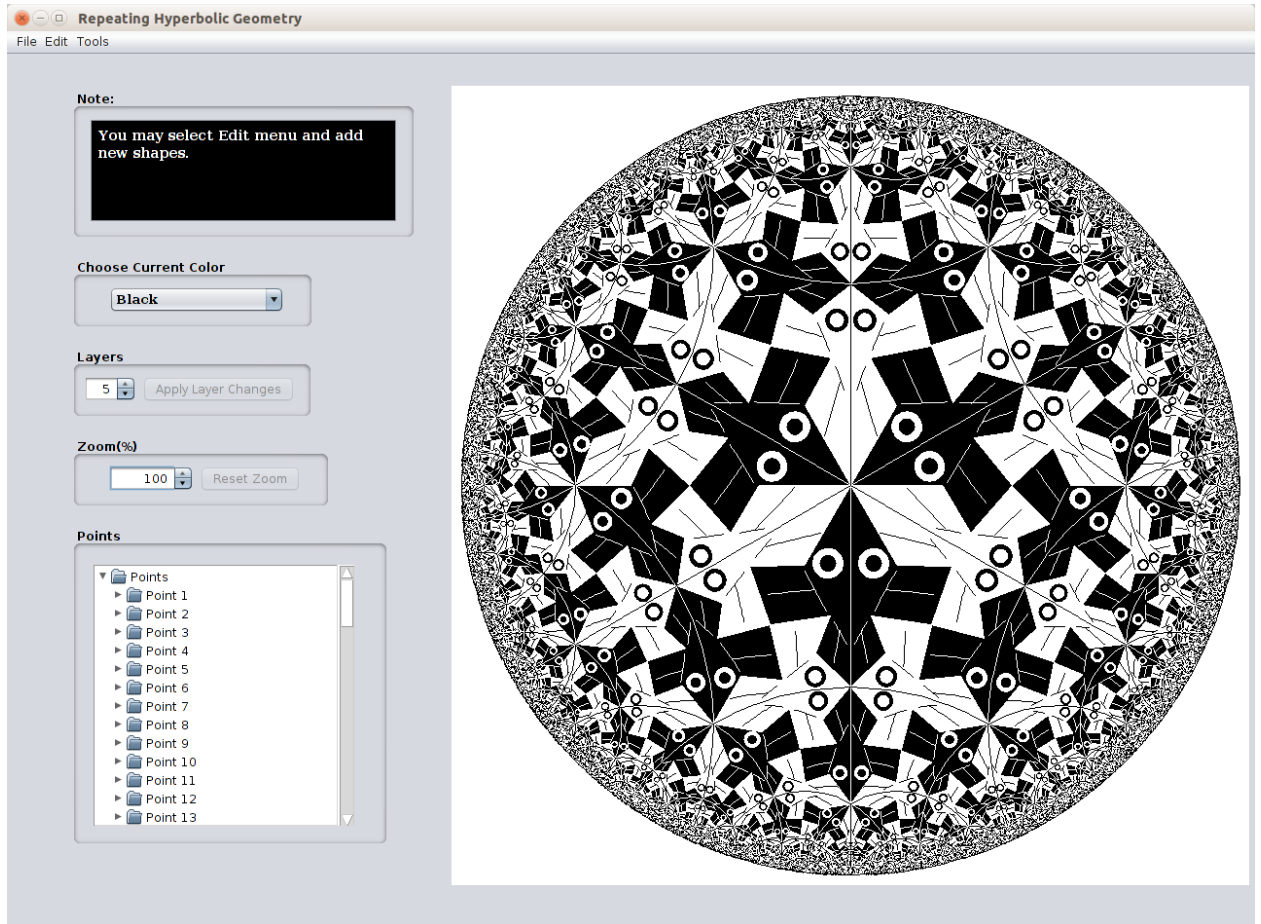 Repeating Hyperbolic Geometry
File Edit Tools
Note:
You may select Edit menu and add
new shapes.
Choose Current Color
Black
Layers
5 Apply Layer Changes
Zoom(%)
100 Reset Zoom
Points
Points
Point 1
Point 2
Point 3
Point 4
Point 5
Point 6
Point 7
Point 8
Point 9
Point 10
Point 11
Point 12
Point 13